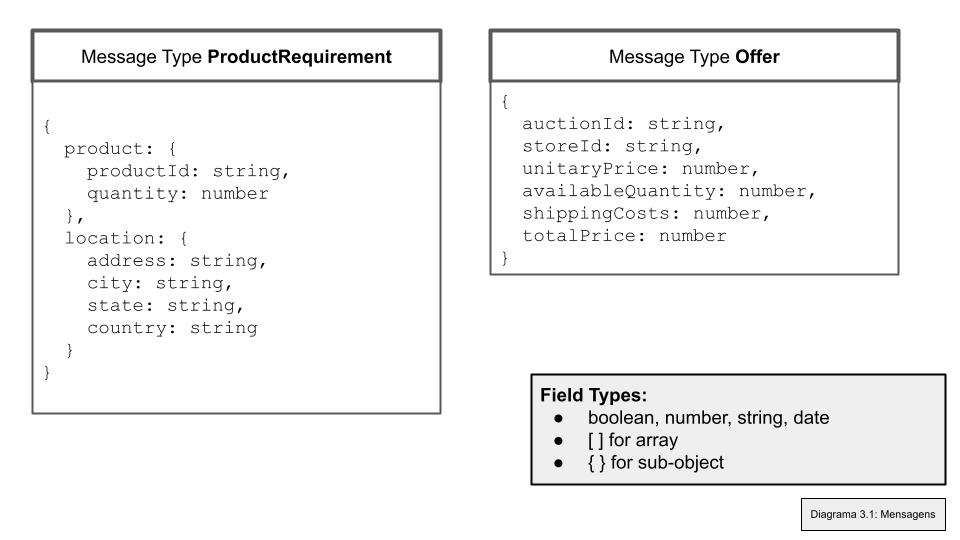 Message Type ProductRequirement
{
product: {
productId: string,
quantity: number
},
location: {
address: string,
city: string,
state: string,
country: string
}
}
Message Type Offer
{
auctionId: string,
storeId: string,
unitaryPrice: number,
availableQuantity: number,
shippingCosts: number,
totalPrice: number
}
Field Types:
● boolean, number, string, date
● [ ] for array
● { } for sub-object
Diagrama 3.1: Mensagens